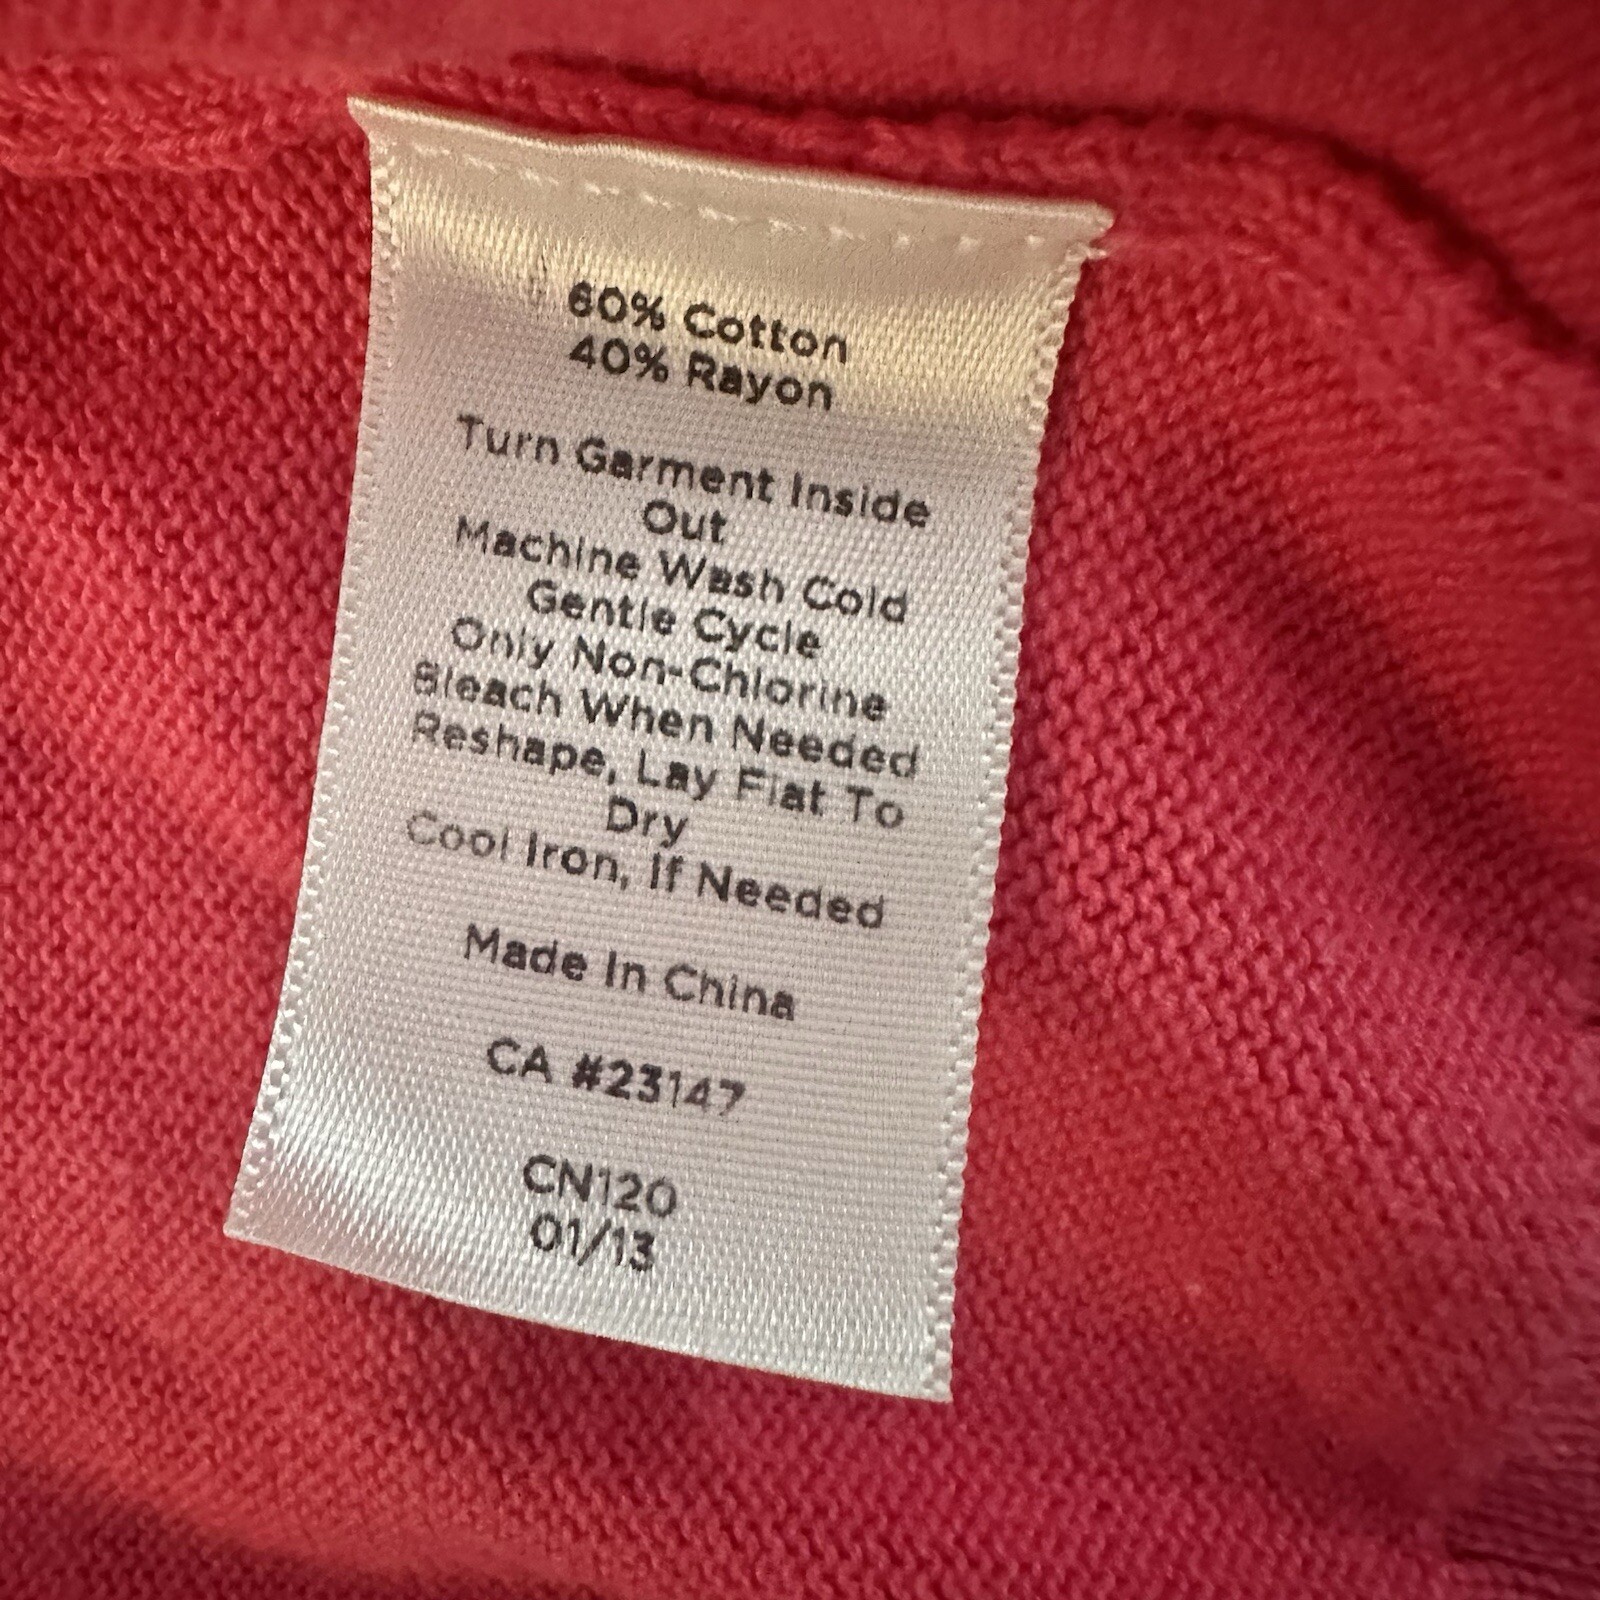 60% Cotton
40% Rayon
Turn Garment Inside
Out
Machine Wash Cold
Gentle Cycle
Only Non-Chlorine
Bleach When Needed
Reshape, Lay Flat To
Dry
Cool Iron, If Needed
Made In China
CA #23147
CN120
01/13